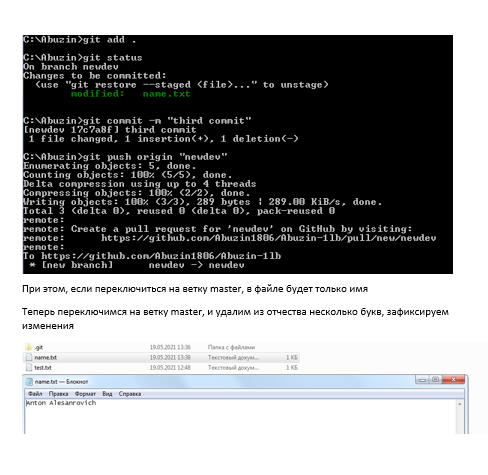 C:\Abuzin>git add .
C:\Abuzin>git status
On branch newdev
Changes to be committed:
(use "git restore --staged <file>..." to unstage)
modified:   name.txt
C:\Abuzin>git commit -m "third commit"
[newdev 17c7a8f] third commit
1 file changed, 1 insertion(+), 1 deletion(-)
C:\Abuzin>git push origin "newdev"
Enumerating objects: 5, done.
Counting objects: 100% (5/5), done.
Delta compression using up to 4 threads
Compressing objects: 100% (2/2), done.
Writing objects: 100% (3/3), 289 bytes ¦ 289.00 KiB/s, done.
Total 3 (delta 0), reused 0 (delta 0), pack-reused 0
remote:
remote: Create a pull request for 'newdev' on GitHub by visiting:
remote:      https://github.com/Abuzin1806/Abuzin-1lb/pull/new/newdev
remote:
To https://github.com/Abuzin1806/Abuzin-1lb
* [new branch]      newdev -> newdev
При этом, если переключиться на ветку master, в файле будет только имя
Теперь переключимся на ветку master, и удалим из отчества несколько букв, зафиксируем
изменения
.git 19.05.2021 13:36 Папка с файлами
name.txt 19.05.2021 13:38 Текстовый докум... 1 КБ
test.txt 19.05.2021 12:48 Текстовый докум... 1 КБ
name.txt — Блокнот
Файл Правка Формат Вид Справка
Anton Alesanrovich